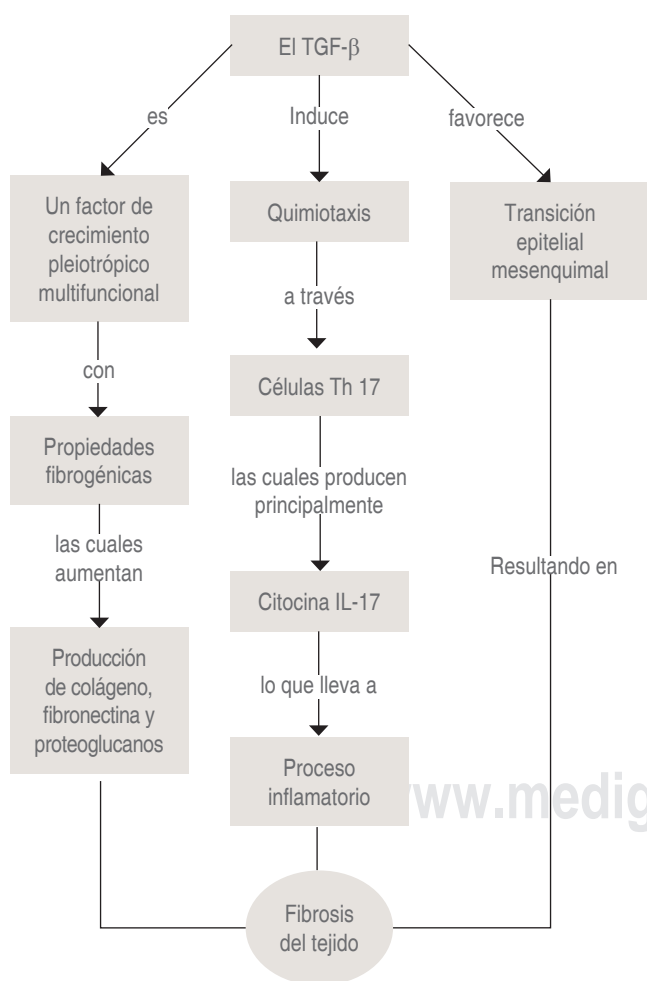 El TGF-β
es
Induce
favorece
Un factor de
crecimiento
pleiotrópico
multifuncional
Quimiotaxis
Transición
epitelial
mesenquimal
a través
con
Células Th 17
Propiedades
fibrogénicas
las cuales producen
principalmente
las cuales
aumentan
Resultando en
Citocina IL-17
Producción
de colágeno,
fibronectina y
proteoglucanos
lo que lleva a
Proceso
inflamatorio
ww.medig
Fibrosis
del tejido